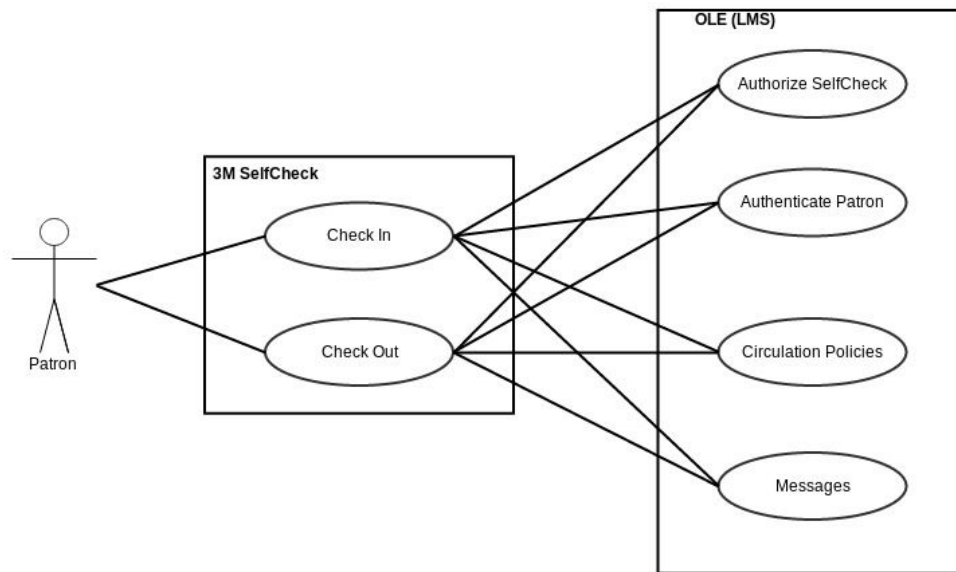 OLE (LMS)
Authorize SelfCheck
3M SelfCheck
Authenticate Patron
Check In
Check Out
Circulation Policies
Patron
Messages